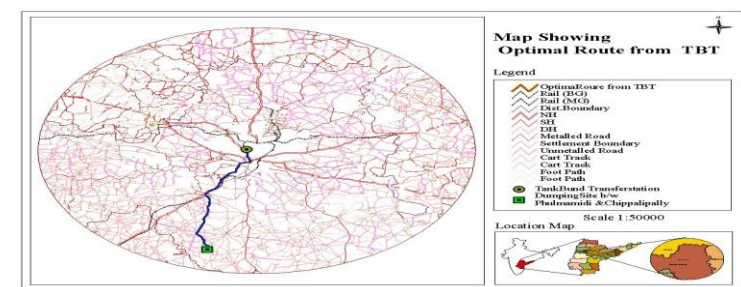 Map Showing
Optimal Route from TBT
Legend
OptimaRoure from TBT
Rail (BG)
Rail (MG)
Dist.Boundary
NH
SH
DH
Metalled Road
Settlement Boundary
Unmetalled Road
Cart Track
Cart Track
Foot Path
Foot Path
TankBund Transferstation
DumpingSite b/w
Phulmamidi &Chippalipally
Scale 1:50000
Location Map